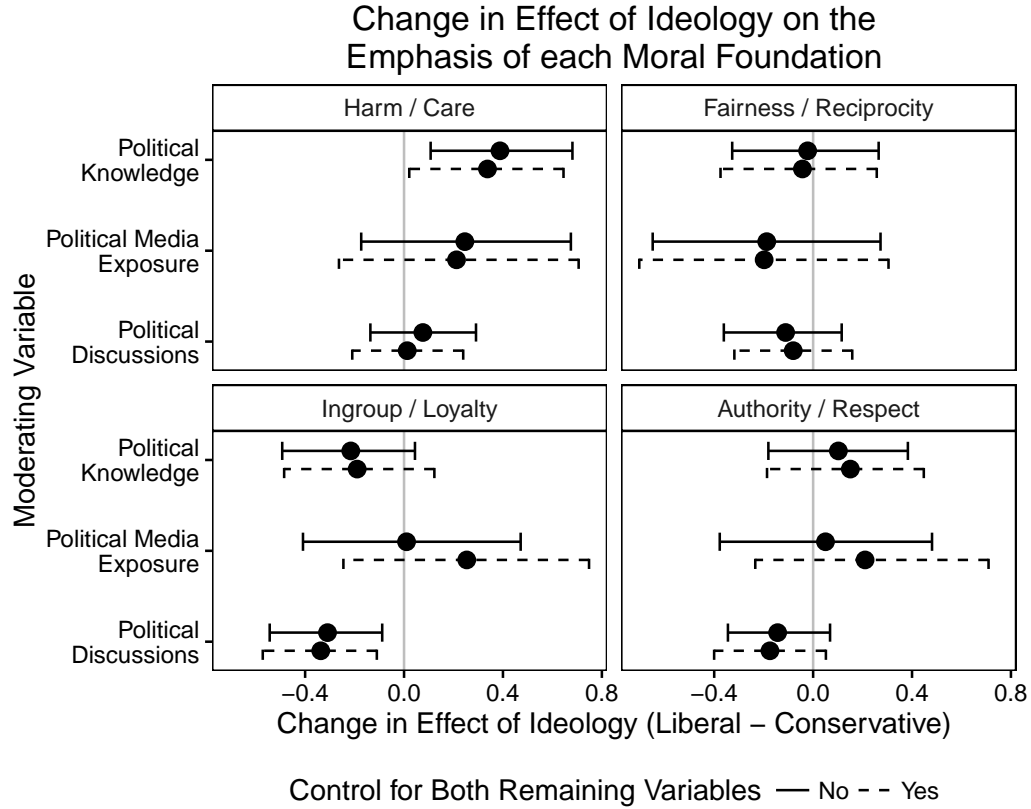 Change in Effect of Ideology on the
Emphasis of each Moral Foundation
Harm / Care
Fairness / Reciprocity
Political
Knowledge
Political Media
Exposure
Political
Discussions
Ingroup / Loyalty
Authority / Respect
Political
Knowledge
Political Media
Exposure
Political
Discussions
Moderating Variable
−0.4 0.0 0.4 0.8 −0.4 0.0 0.4 0.8
Change in Effect of Ideology (Liberal − Conservative)
Control for Both Remaining Variables No Yes